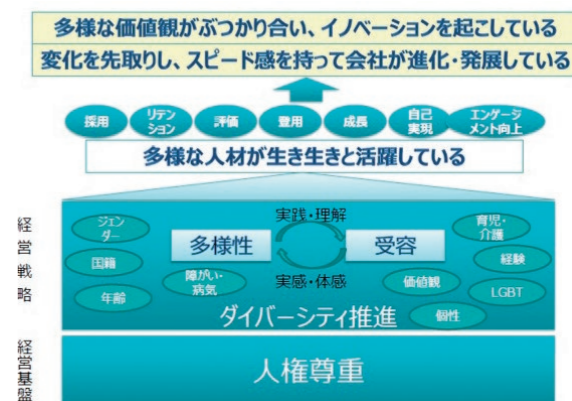 多様な価値観がぶつかり合い、イノベーションを起こしている
変化を先取りし、スピード感を持って会社が進化・発展している
採用
リテン
ション
評価
登用
成長
自己
実現
エンゲージ
メント向上
多様な人材が生き生きと活躍している
経営戦略
ジェン
ダー
国籍
年齢
多様性
障がい・
病気
実践・理解
実感・体感
受容
価値観
育児・
介護
経験
LGBT
個性
ダイバーシティ推進
経営基盤
人権尊重